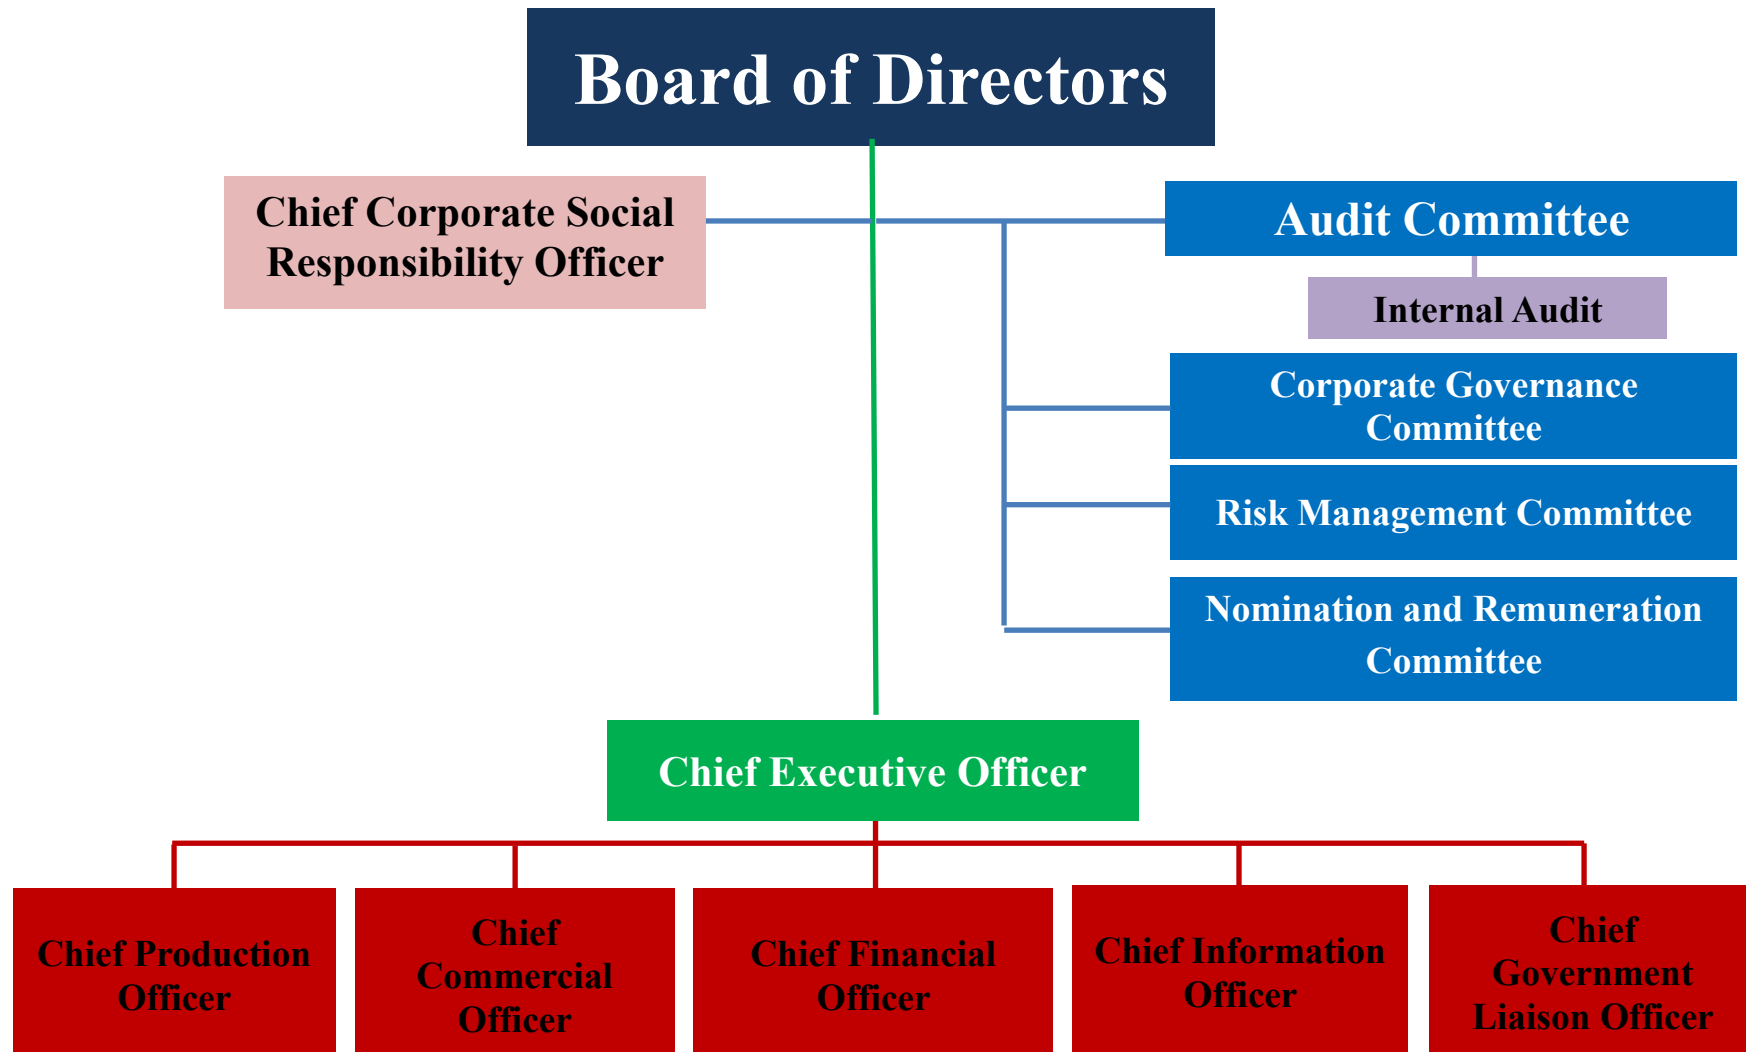 Board of Directors
Chief Corporate Social
Responsibility Officer
Audit Committee
Internal Audit
Corporate Governance
Committee
Risk Management Committee
Nomination and Remuneration
Committee
Chief Executive Officer
Chief Production
Officer
Chief
Commercial
Officer
Chief Financial
Officer
Chief Information
Officer
Chief
Government
Liaison Officer